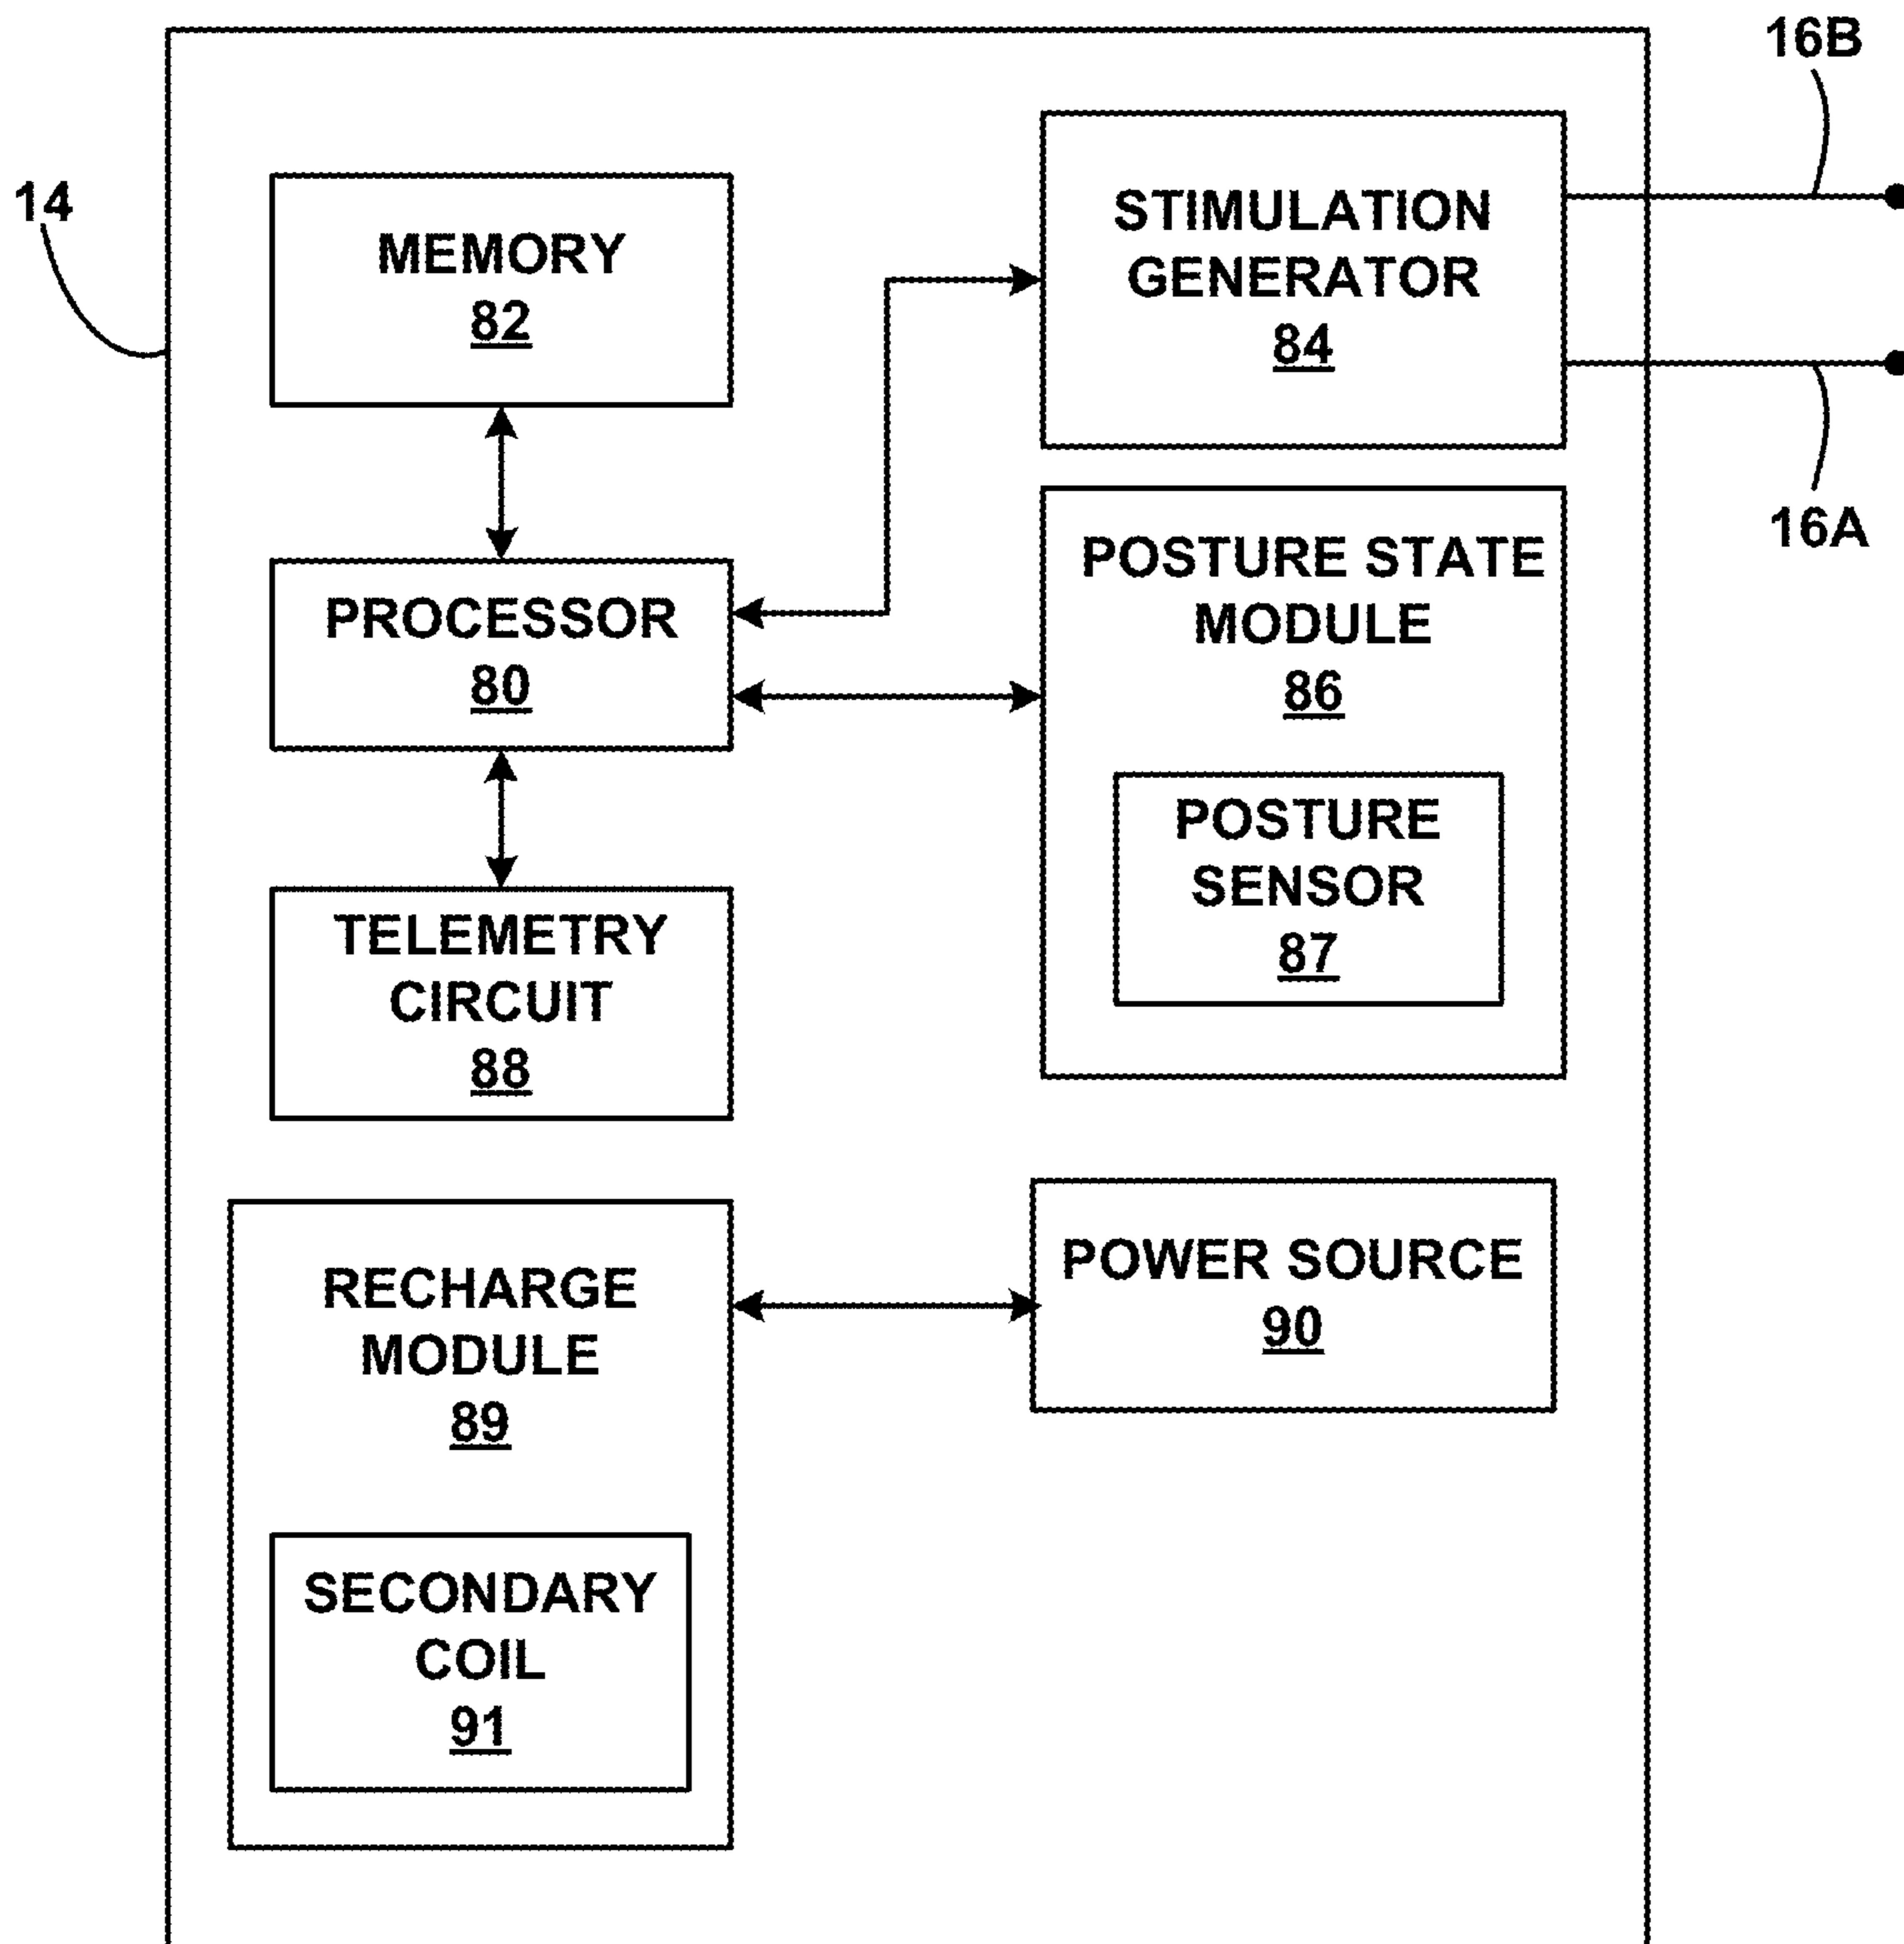 16B
14
MEMORY
82
STIMULATION
GENERATOR
84
16A
PROCESSOR
80
POSTURE STATE
MODULE
86
POSTURE
SENSOR
87
TELEMETRY
CIRCUIT
88
RECHARGE
MODULE
89
POWER SOURCE
90
SECONDARY
COIL
91